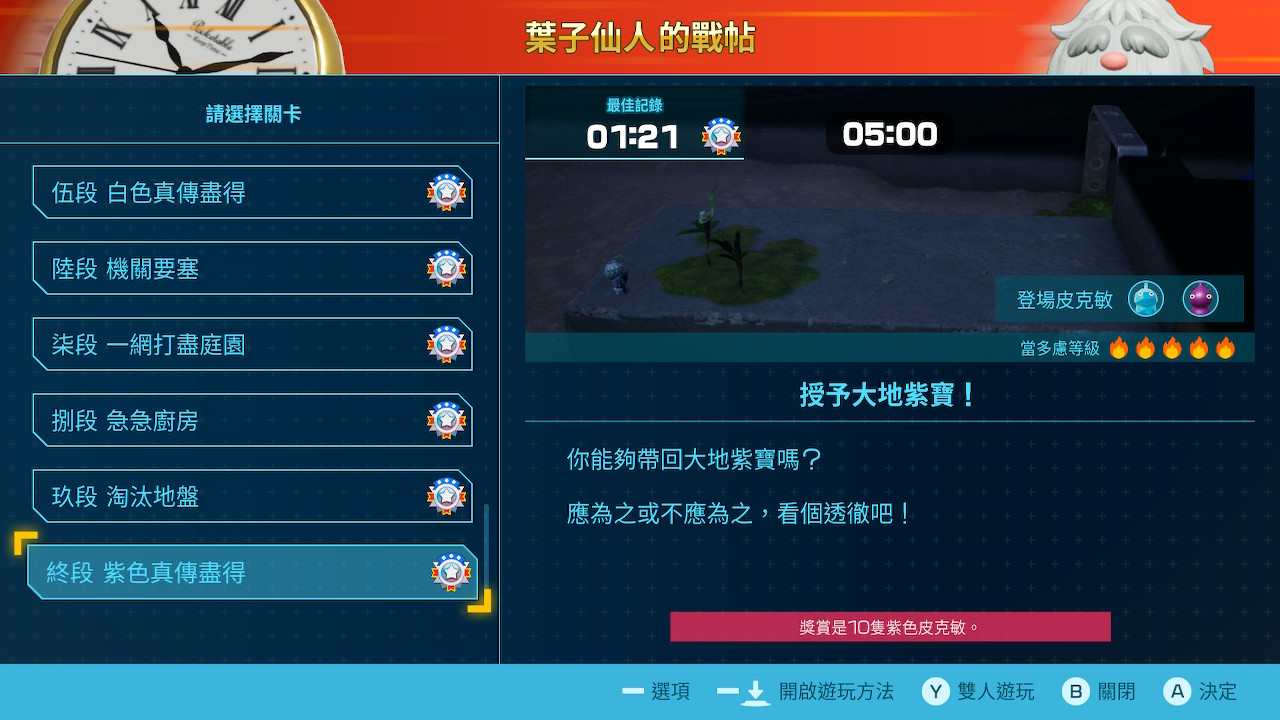 葉子仙人的戰帖
請選擇關卡
伍段 白色真傳盡得
陸段 機關要塞
柒段 一網打盡庭園
捌段 急急廚房
玖段 淘汰地盤
終段 紫色真傳盡得
最佳記錄
01:21
05:00
登場皮克敏
當多慮等級
授予大地紫寶！
你能夠帶回大地紫寶嗎？
應為之或不應為之，看個透徹吧！
獎賞是10隻紫色皮克敏。
選項 開啟遊玩方法 Y 雙人遊玩 B 關閉 A 決定